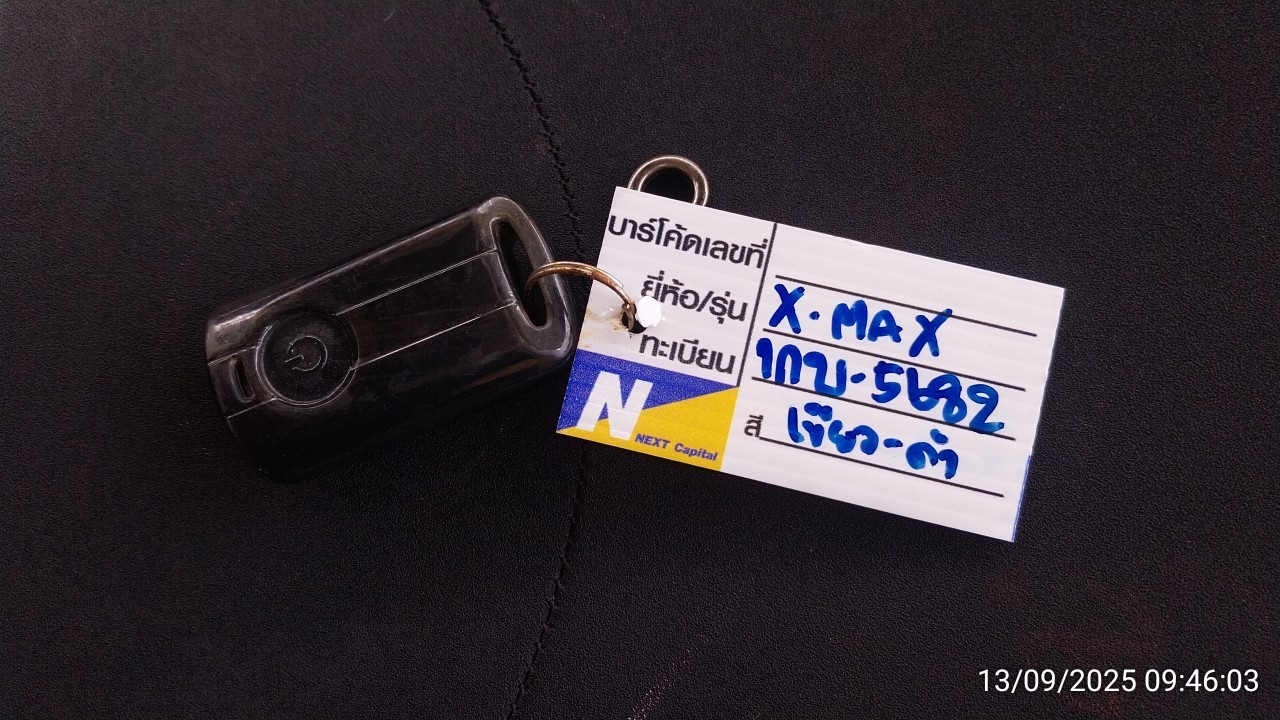 บาร์โค้ดเลขที่
ยี่ห้อ/รุ่น X-MAX
ทะเบียน 1กข-5682
สี เขียว-ดำ
N NEXT Capital
13/09/2025 09:46:03